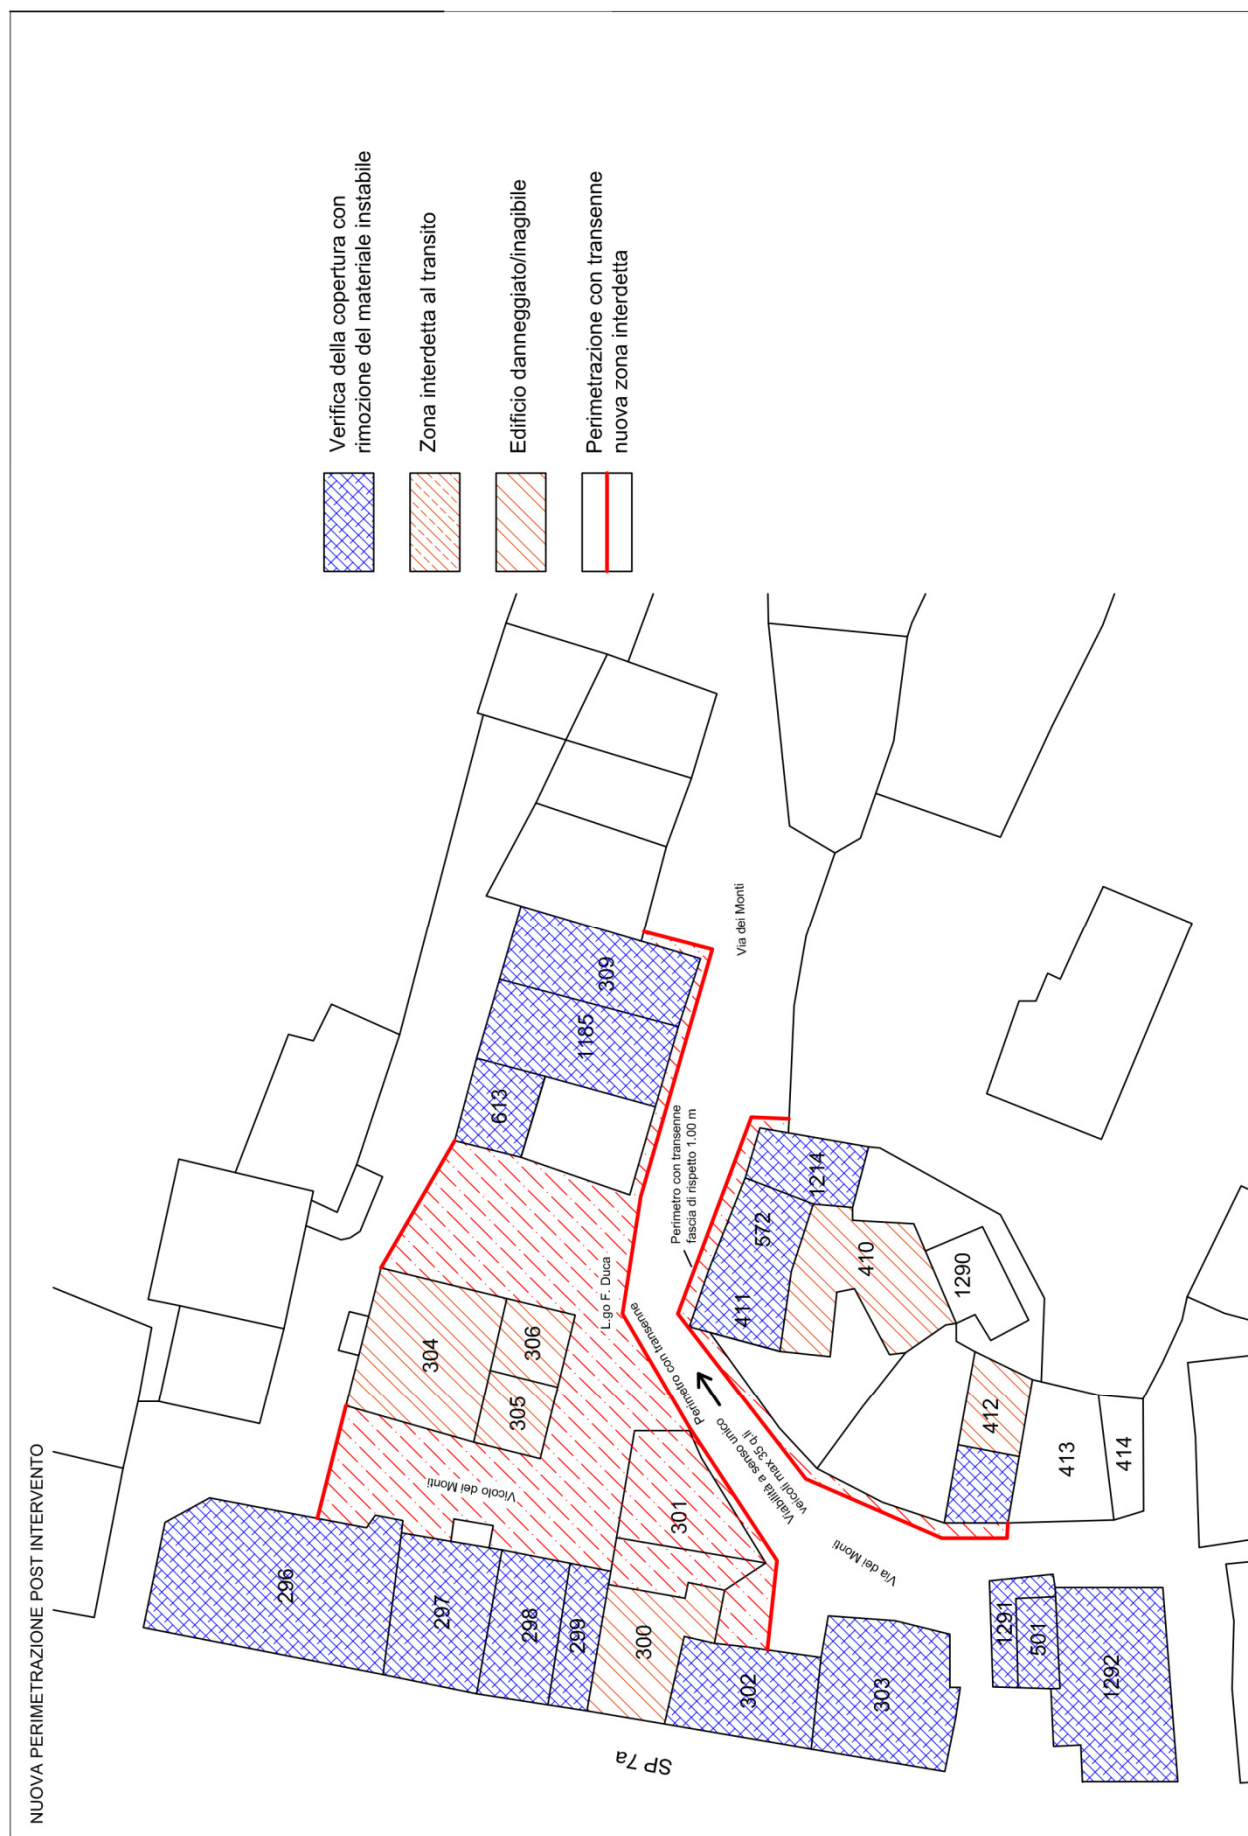 NUOVA PERIMETRAZIONE POST INTERVENTO
Verifica della copertura con
rimozione del materiale instabile
Zona interdetta al transito
Edificio danneggiato/inagibile
Perimetrazione con transenne
nuova zona interdetta
296
297
298
299
300
301
302
303
304
305
306
613
1185
309
Vicolo dei Monti
L.go F. Duca
Via dei Monti
Perimetro con transenne
fascia di rispetto 1.00 m
Perimetro con transenne
Viabilità a senso unico
veicoli max 35 q.li
Via dei Monti
SP 7a
411
572
1214
410
1290
412
413
414
1291
501
1292